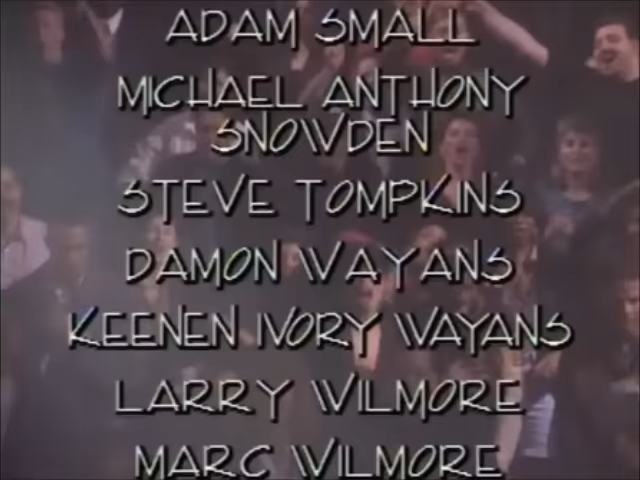 ADAM SMALL
MICHAEL ANTHONY
SNOWDEN
STEVE TOMPKINS
DAMON WAYANS
KEENEN IVORY WAYANS
LARRY WILMORE
MARC WILMORE